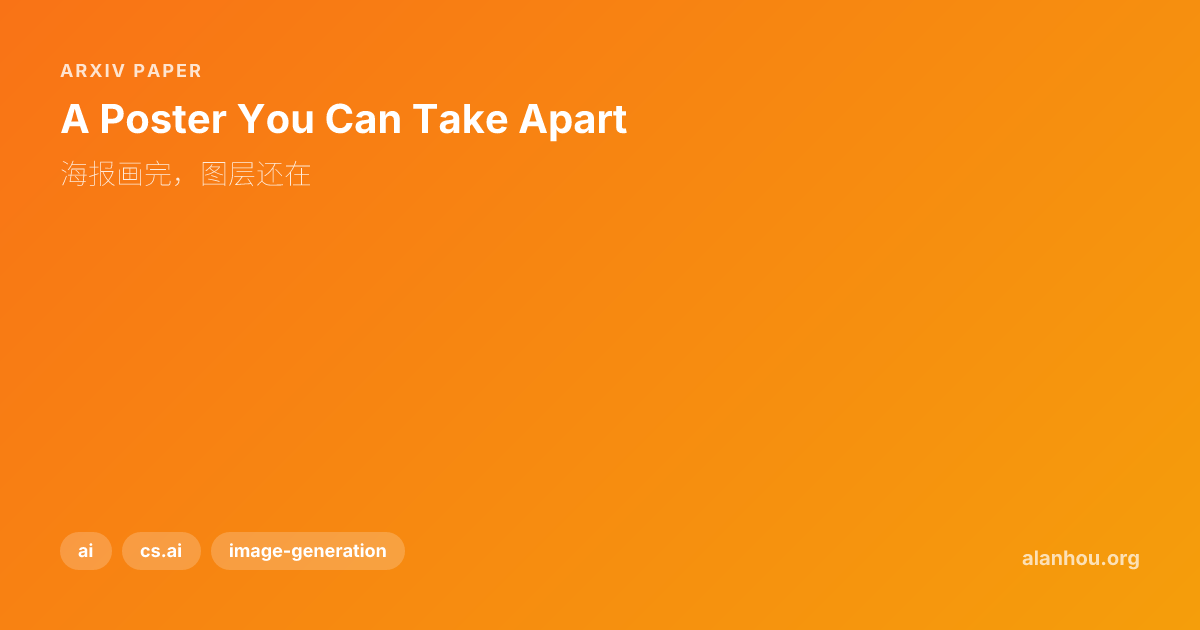 ARXIV PAPER
A Poster You Can Take Apart
海报画完，图层还在
ai cs.ai image-generation
alanhou.org